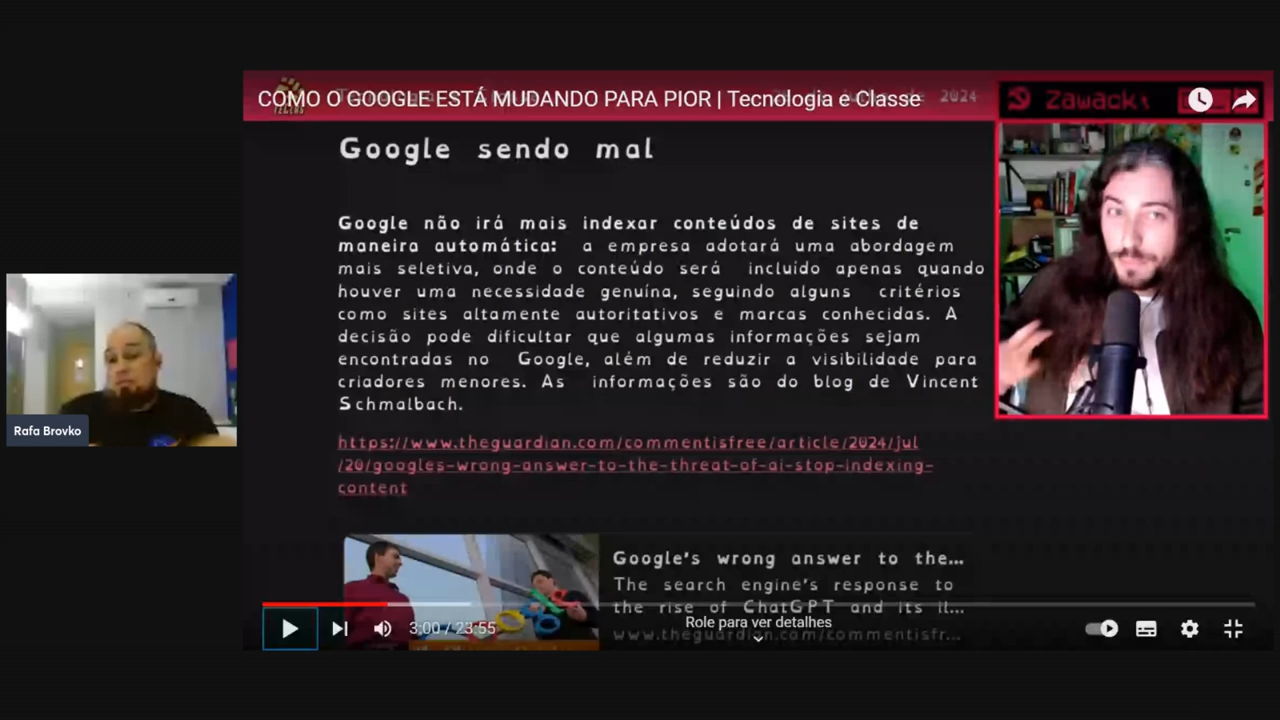 COMO O GOOGLE ESTÁ MUDANDO PARA PIOR | Tecnologia e Classe
2024
Zawacki
Google sendo mal
Google não irá mais indexar conteúdos de sites de
maneira automática: a empresa adotará uma abordagem
mais seletiva, onde o conteúdo será incluído apenas quando
houver uma necessidade genuína, seguindo alguns critérios
como sites altamente autoritativos e marcas conhecidas. A
decisão pode dificultar que algumas informações sejam
encontradas no Google, além de reduzir a visibilidade para
criadores menores. As informações são do blog de Vincent
Schmalbach.
https://www.theguardian.com/commentisfree/article/2024/jul
/20/googles-wrong-answer-to-the-threat-of-ai-stop-indexing-
content
Google's wrong answer to the...
The search engine's response to
the rise of ChatGPT and its il...
www.theguardian.com/commentisfr...
Rafa Brovko
3:00 / 23:55
Role para ver detalhes